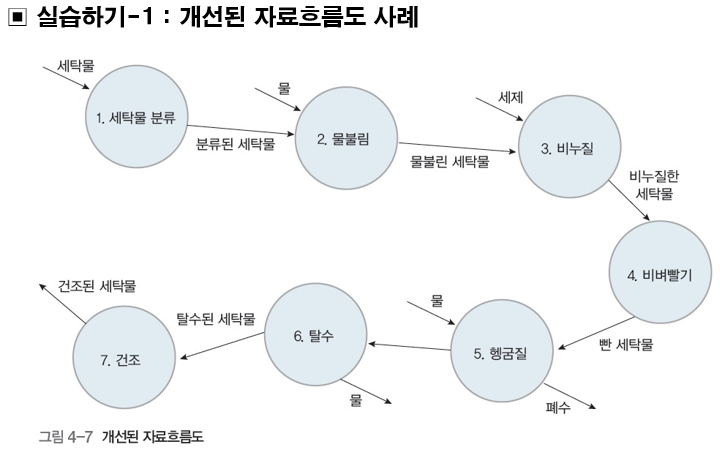 ▣ 실습하기-1 : 개선된 자료흐름도 사례
세탁물
1. 세탁물 분류
분류된 세탁물
물
2. 물불림
물불린 세탁물
세제
3. 비누질
비누질한
세탁물
4. 비벼빨기
빤 세탁물
물
5. 헹굼질
폐수
6. 탈수
물
탈수된 세탁물
7. 건조
건조된 세탁물
그림 4-7 개선된 자료흐름도